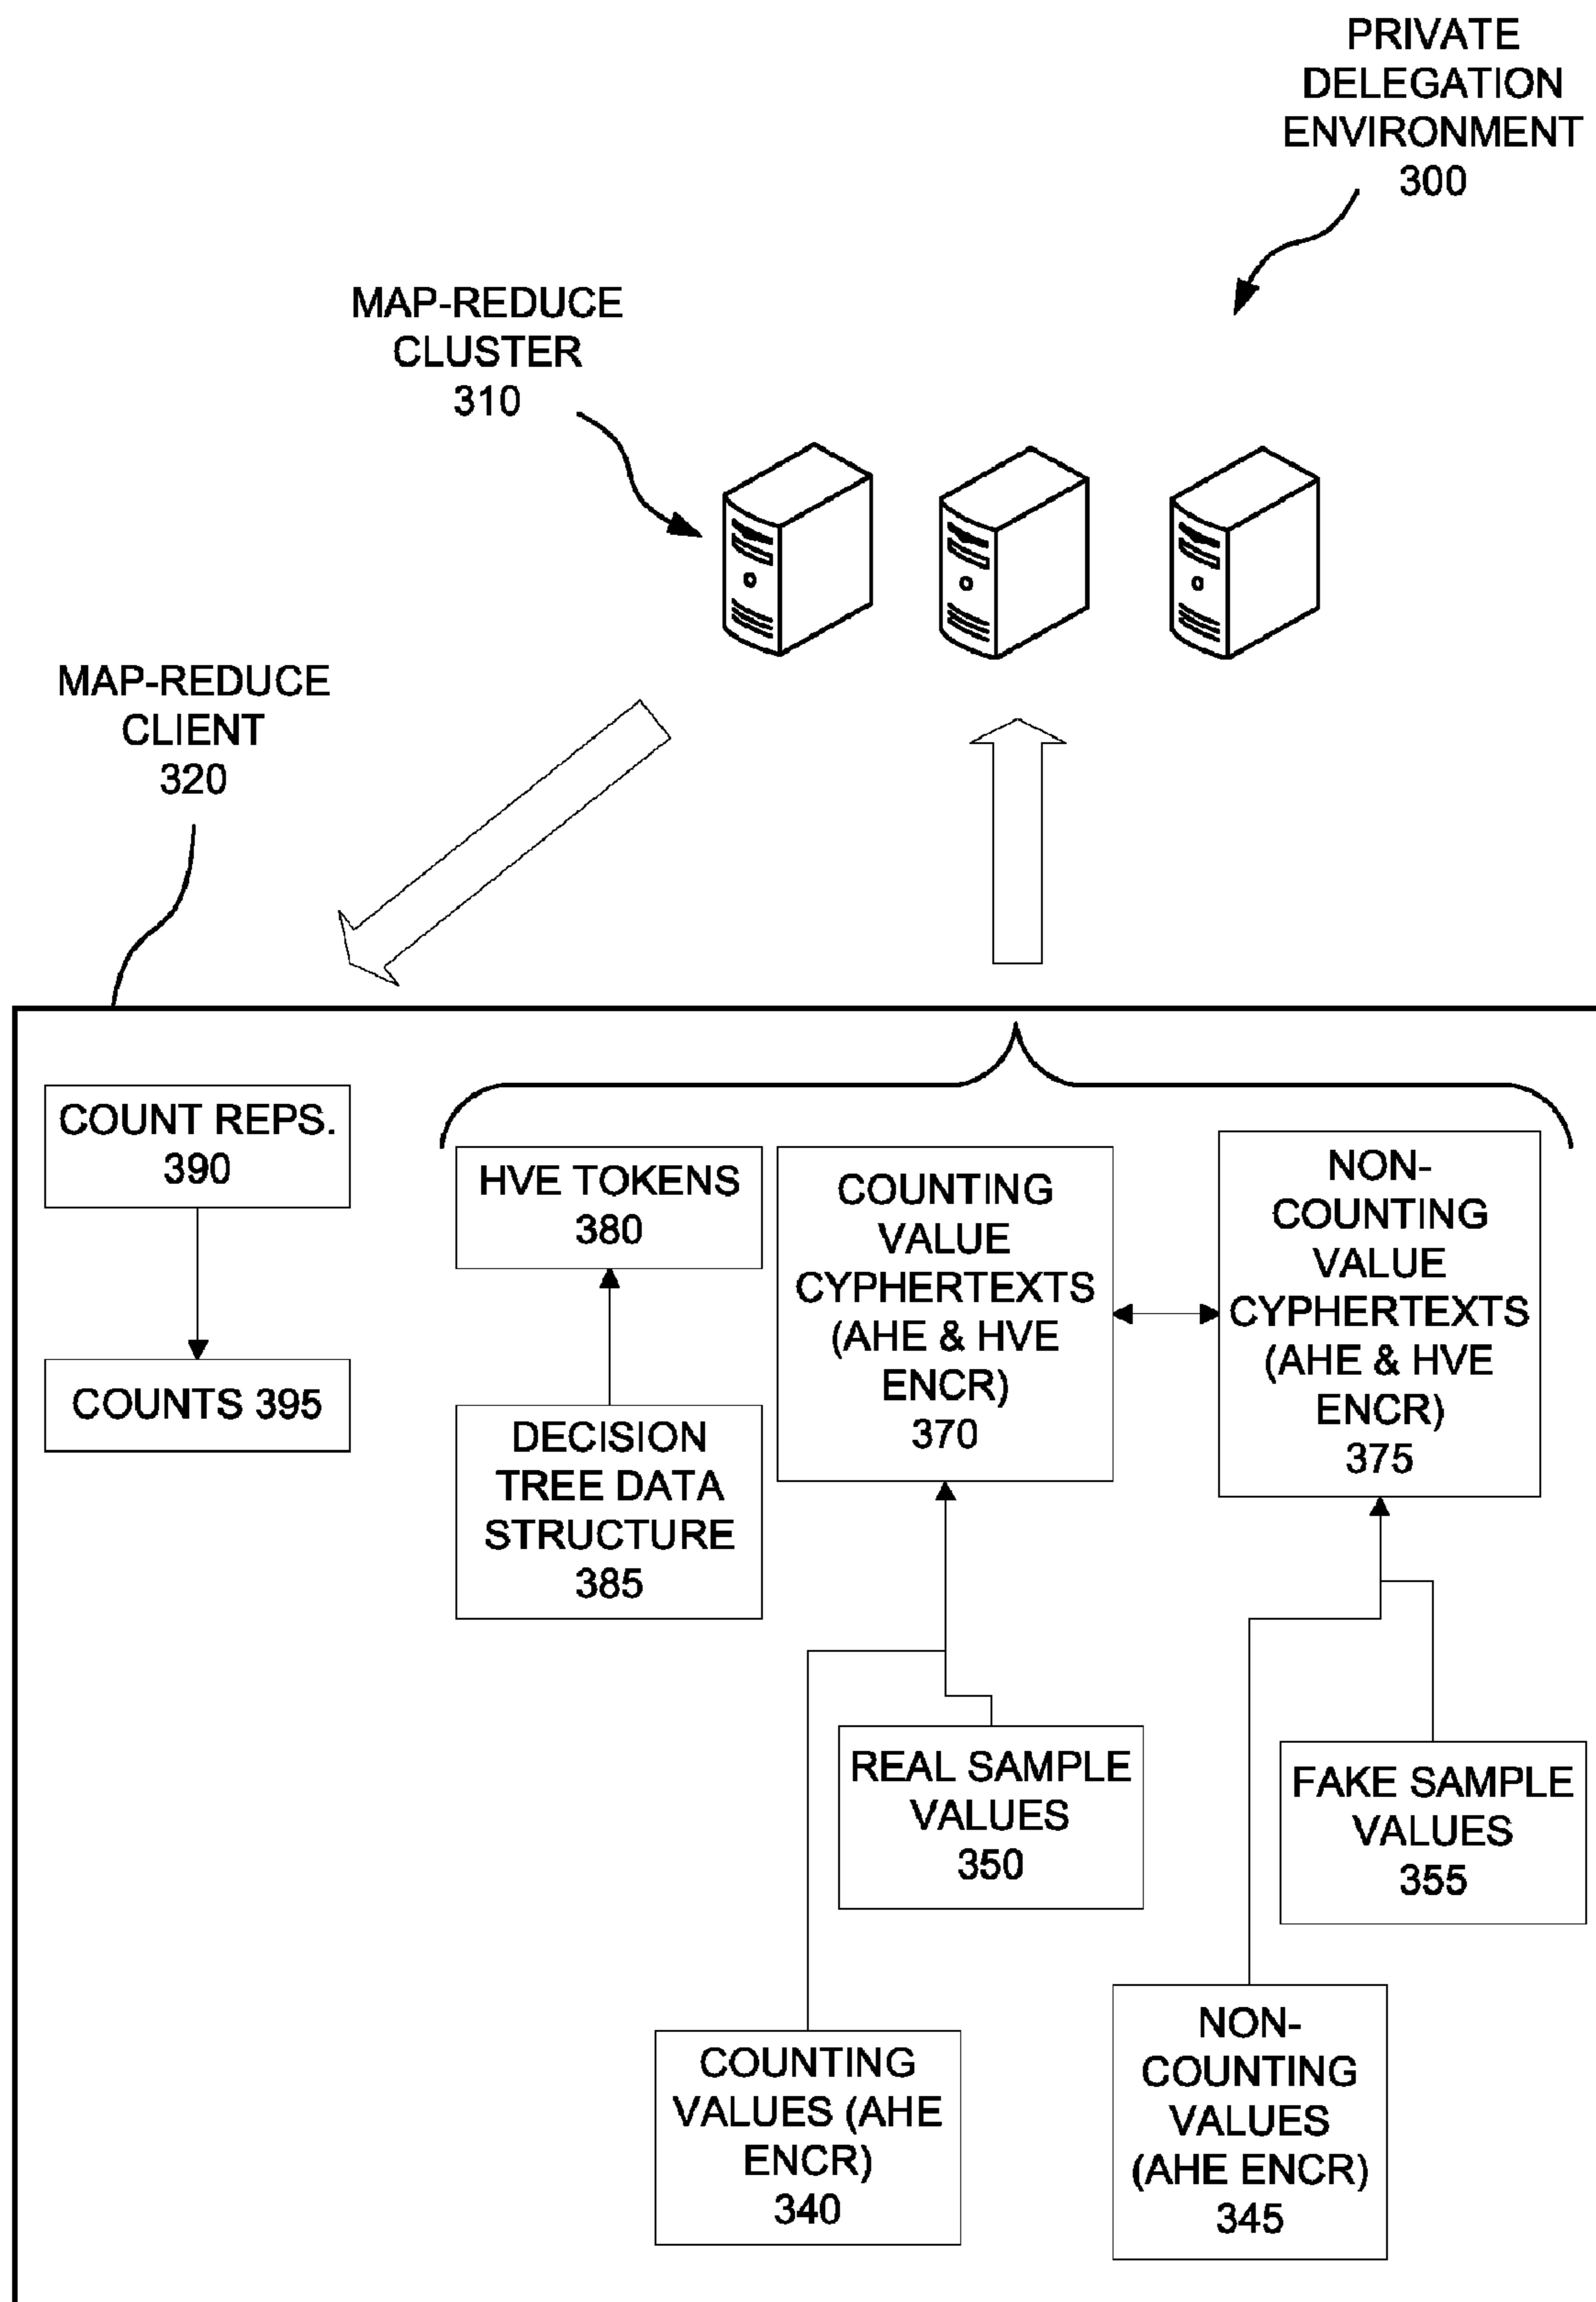 PRIVATE
DELEGATION
ENVIRONMENT
300
MAP-REDUCE
CLUSTER
310
MAP-REDUCE
CLIENT
320
COUNT REPS.
390
COUNTS 395
HVE TOKENS
380
DECISION
TREE DATA
STRUCTURE
385
COUNTING
VALUE
CYPHERTEXTS
(AHE & HVE
ENCR)
370
NON-
COUNTING
VALUE
CYPHERTEXTS
(AHE & HVE
ENCR)
375
REAL SAMPLE
VALUES
350
FAKE SAMPLE
VALUES
355
COUNTING
VALUES (AHE
ENCR)
340
NON-
COUNTING
VALUES
(AHE ENCR)
345